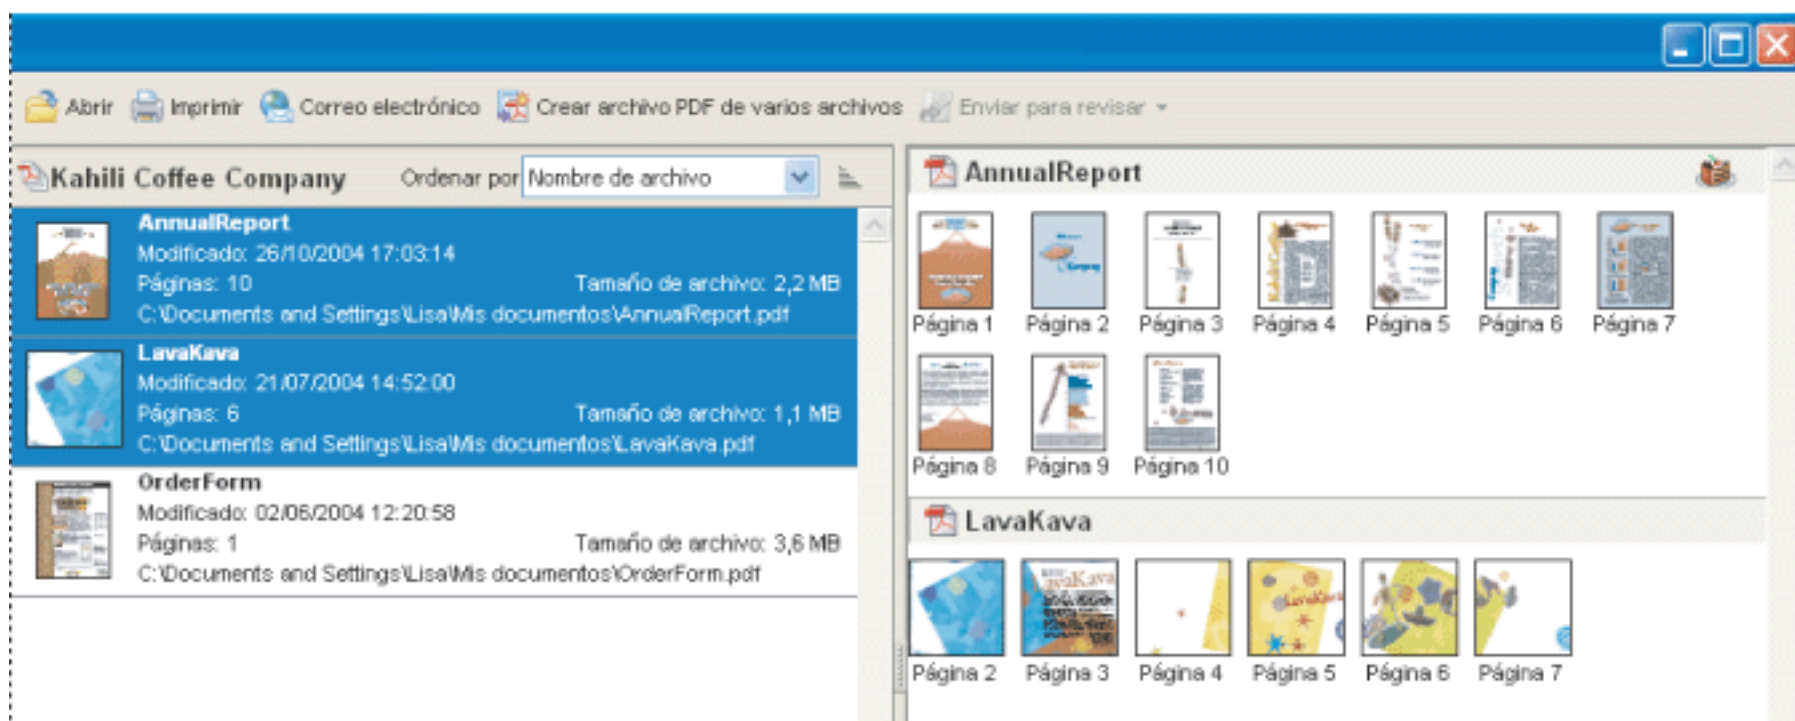 Abrir Imprimir Correo electrónico Crear archivo PDF de varios archivos Enviar para revisar
Kahili Coffee Company Ordenar por Nombre de archivo
AnnualReport
Modificado: 26/10/2004 17:03:14
Páginas: 10 Tamaño de archivo: 2,2 MB
C:\Documents and Settings\Lisa\Mis documentos\AnnualReport.pdf
LavaKava
Modificado: 21/07/2004 14:52:00
Páginas: 6 Tamaño de archivo: 1,1 MB
C:\Documents and Settings\Lisa\Mis documentos\LavaKava.pdf
OrderForm
Modificado: 02/06/2004 12:20:58
Páginas: 1 Tamaño de archivo: 3,6 MB
C:\Documents and Settings\Lisa\Mis documentos\OrderForm.pdf
AnnualReport
Página 1 Página 2 Página 3 Página 4 Página 5 Página 6 Página 7
Página 8 Página 9 Página 10
LavaKava
LavaKava
Página 2 Página 3 Página 4 Página 5 Página 6 Página 7